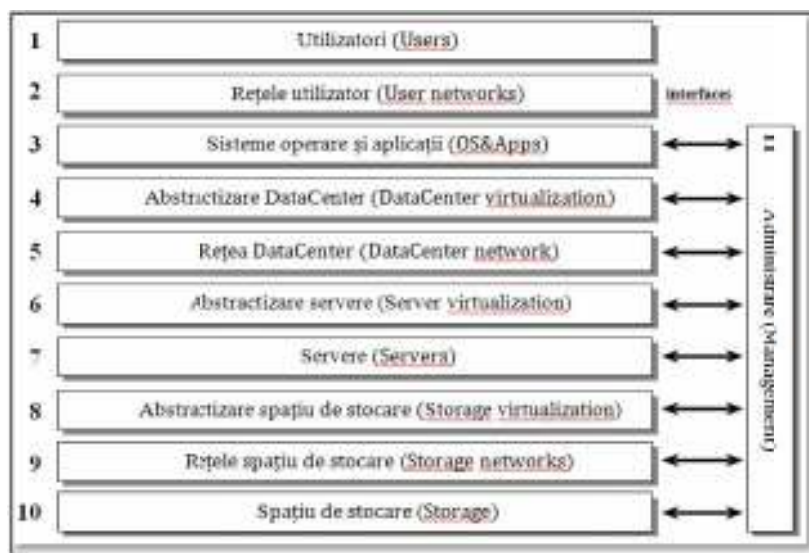 1 Utilizatori (Users)
2 Rețele utilizator (User networks) interfaces
3 Sisteme operare și aplicații (OS&Apps)
4 Abstractizare DataCenter (DataCenter virtualization)
5 Rețea DataCenter (DataCenter network)
6 Abstractizare servere (Server virtualization)
7 Servere (Servers)
8 Abstractizare spațiu de stocare (Storage virtualization)
9 Rețele spațiu de stocare (Storage networks)
10 Spațiu de stocare (Storage)
11 Administrare (Management)